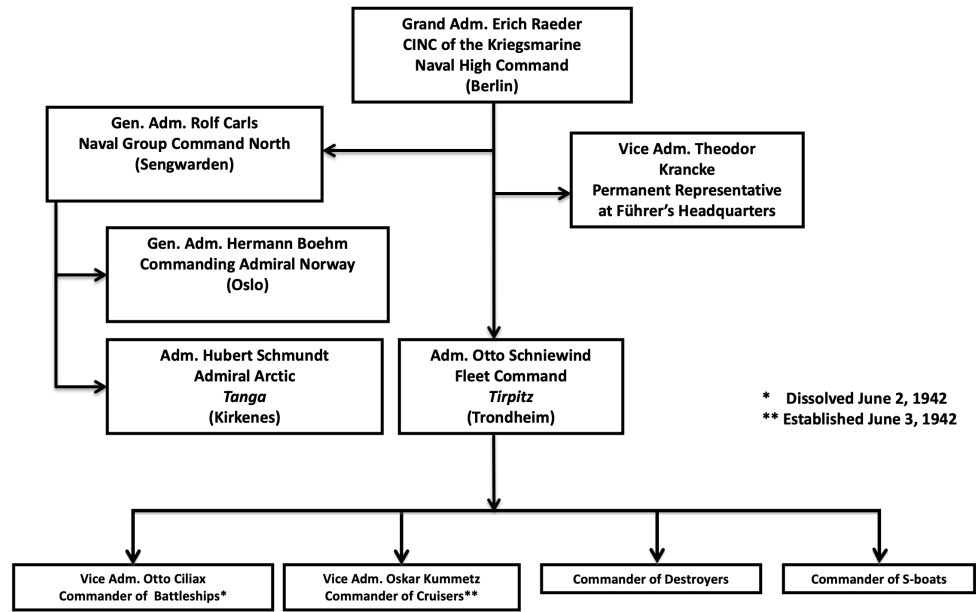 Grand Adm. Erich Raeder
CINC of the Kriegsmarine
Naval High Command
(Berlin)
Gen. Adm. Rolf Carls
Naval Group Command North
(Sengwarden)
Vice Adm. Theodor
Krancke
Permanent Representative
at Führer’s Headquarters
Gen. Adm. Hermann Boehm
Commanding Admiral Norway
(Oslo)
Adm. Hubert Schmundt
Admiral Arctic
Tanga
(Kirkenes)
Adm. Otto Schniewind
Fleet Command
Tirpitz
(Trondheim)
* Dissolved June 2, 1942
** Established June 3, 1942
Vice Adm. Otto Ciliax
Commander of Battleships*
Vice Adm. Oskar Kummetz
Commander of Cruisers**
Commander of Destroyers
Commander of S-boats